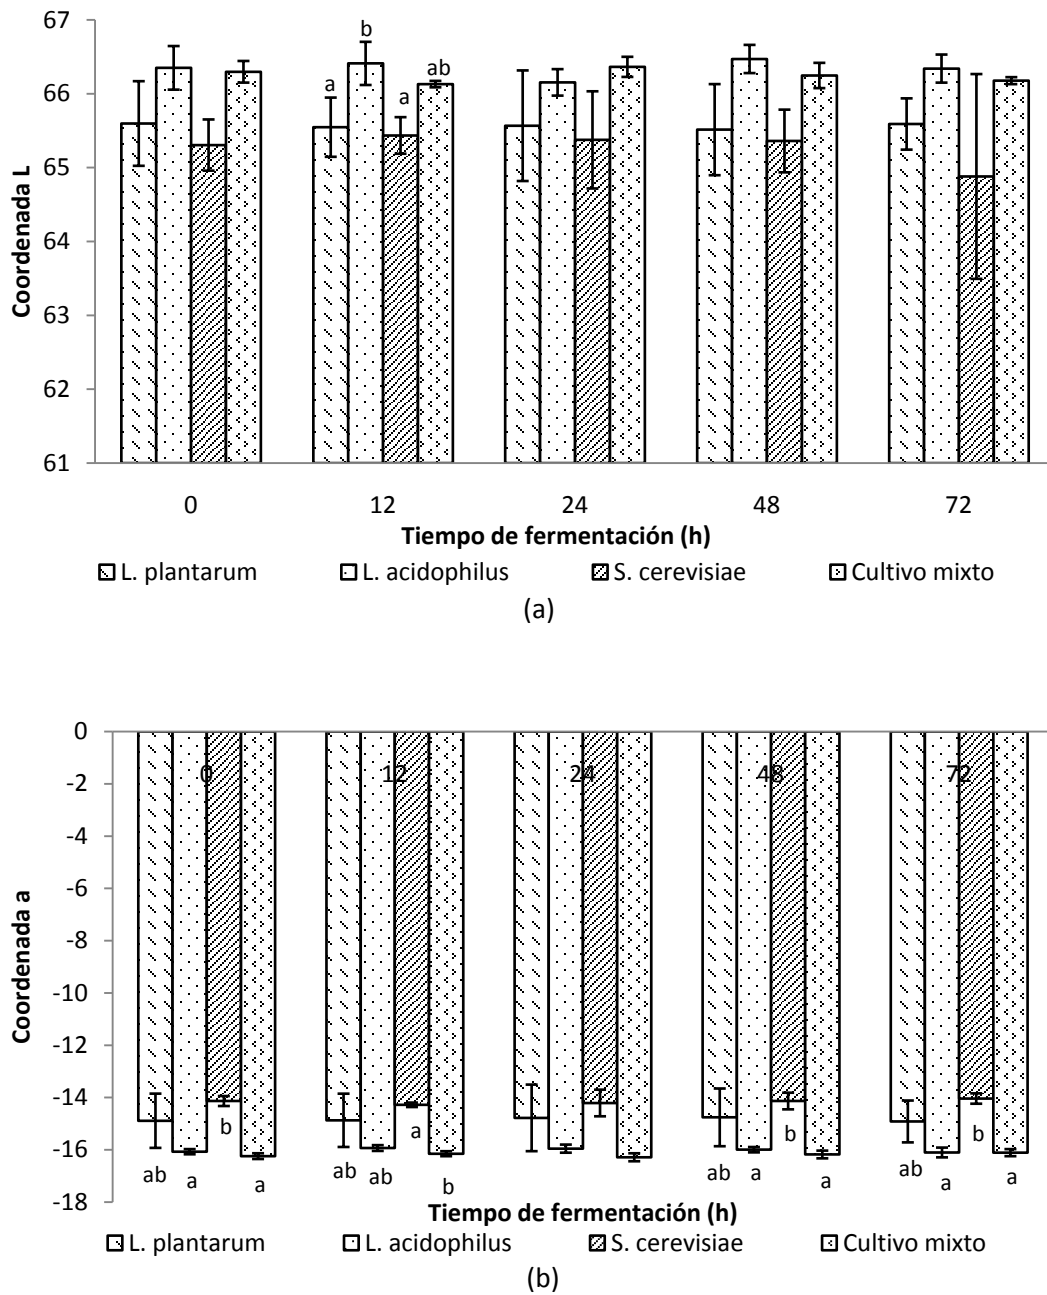 67
66
65
64
63
62
61
Coordenada L
a
b
a
ab
0 12 24 48 72
Tiempo de fermentación (h)
L. plantarum L. acidophilus S. cerevisiae Cultivo mixto
(a)
0
-2
-4
-6
-8
-10
-12
-14
-16
-18
Coordenada a
0 12 24 48 72
ab a b a
ab ab a b
ab a b a
ab a b a
Tiempo de fermentación (h)
L. plantarum L. acidophilus S. cerevisiae Cultivo mixto
(b)